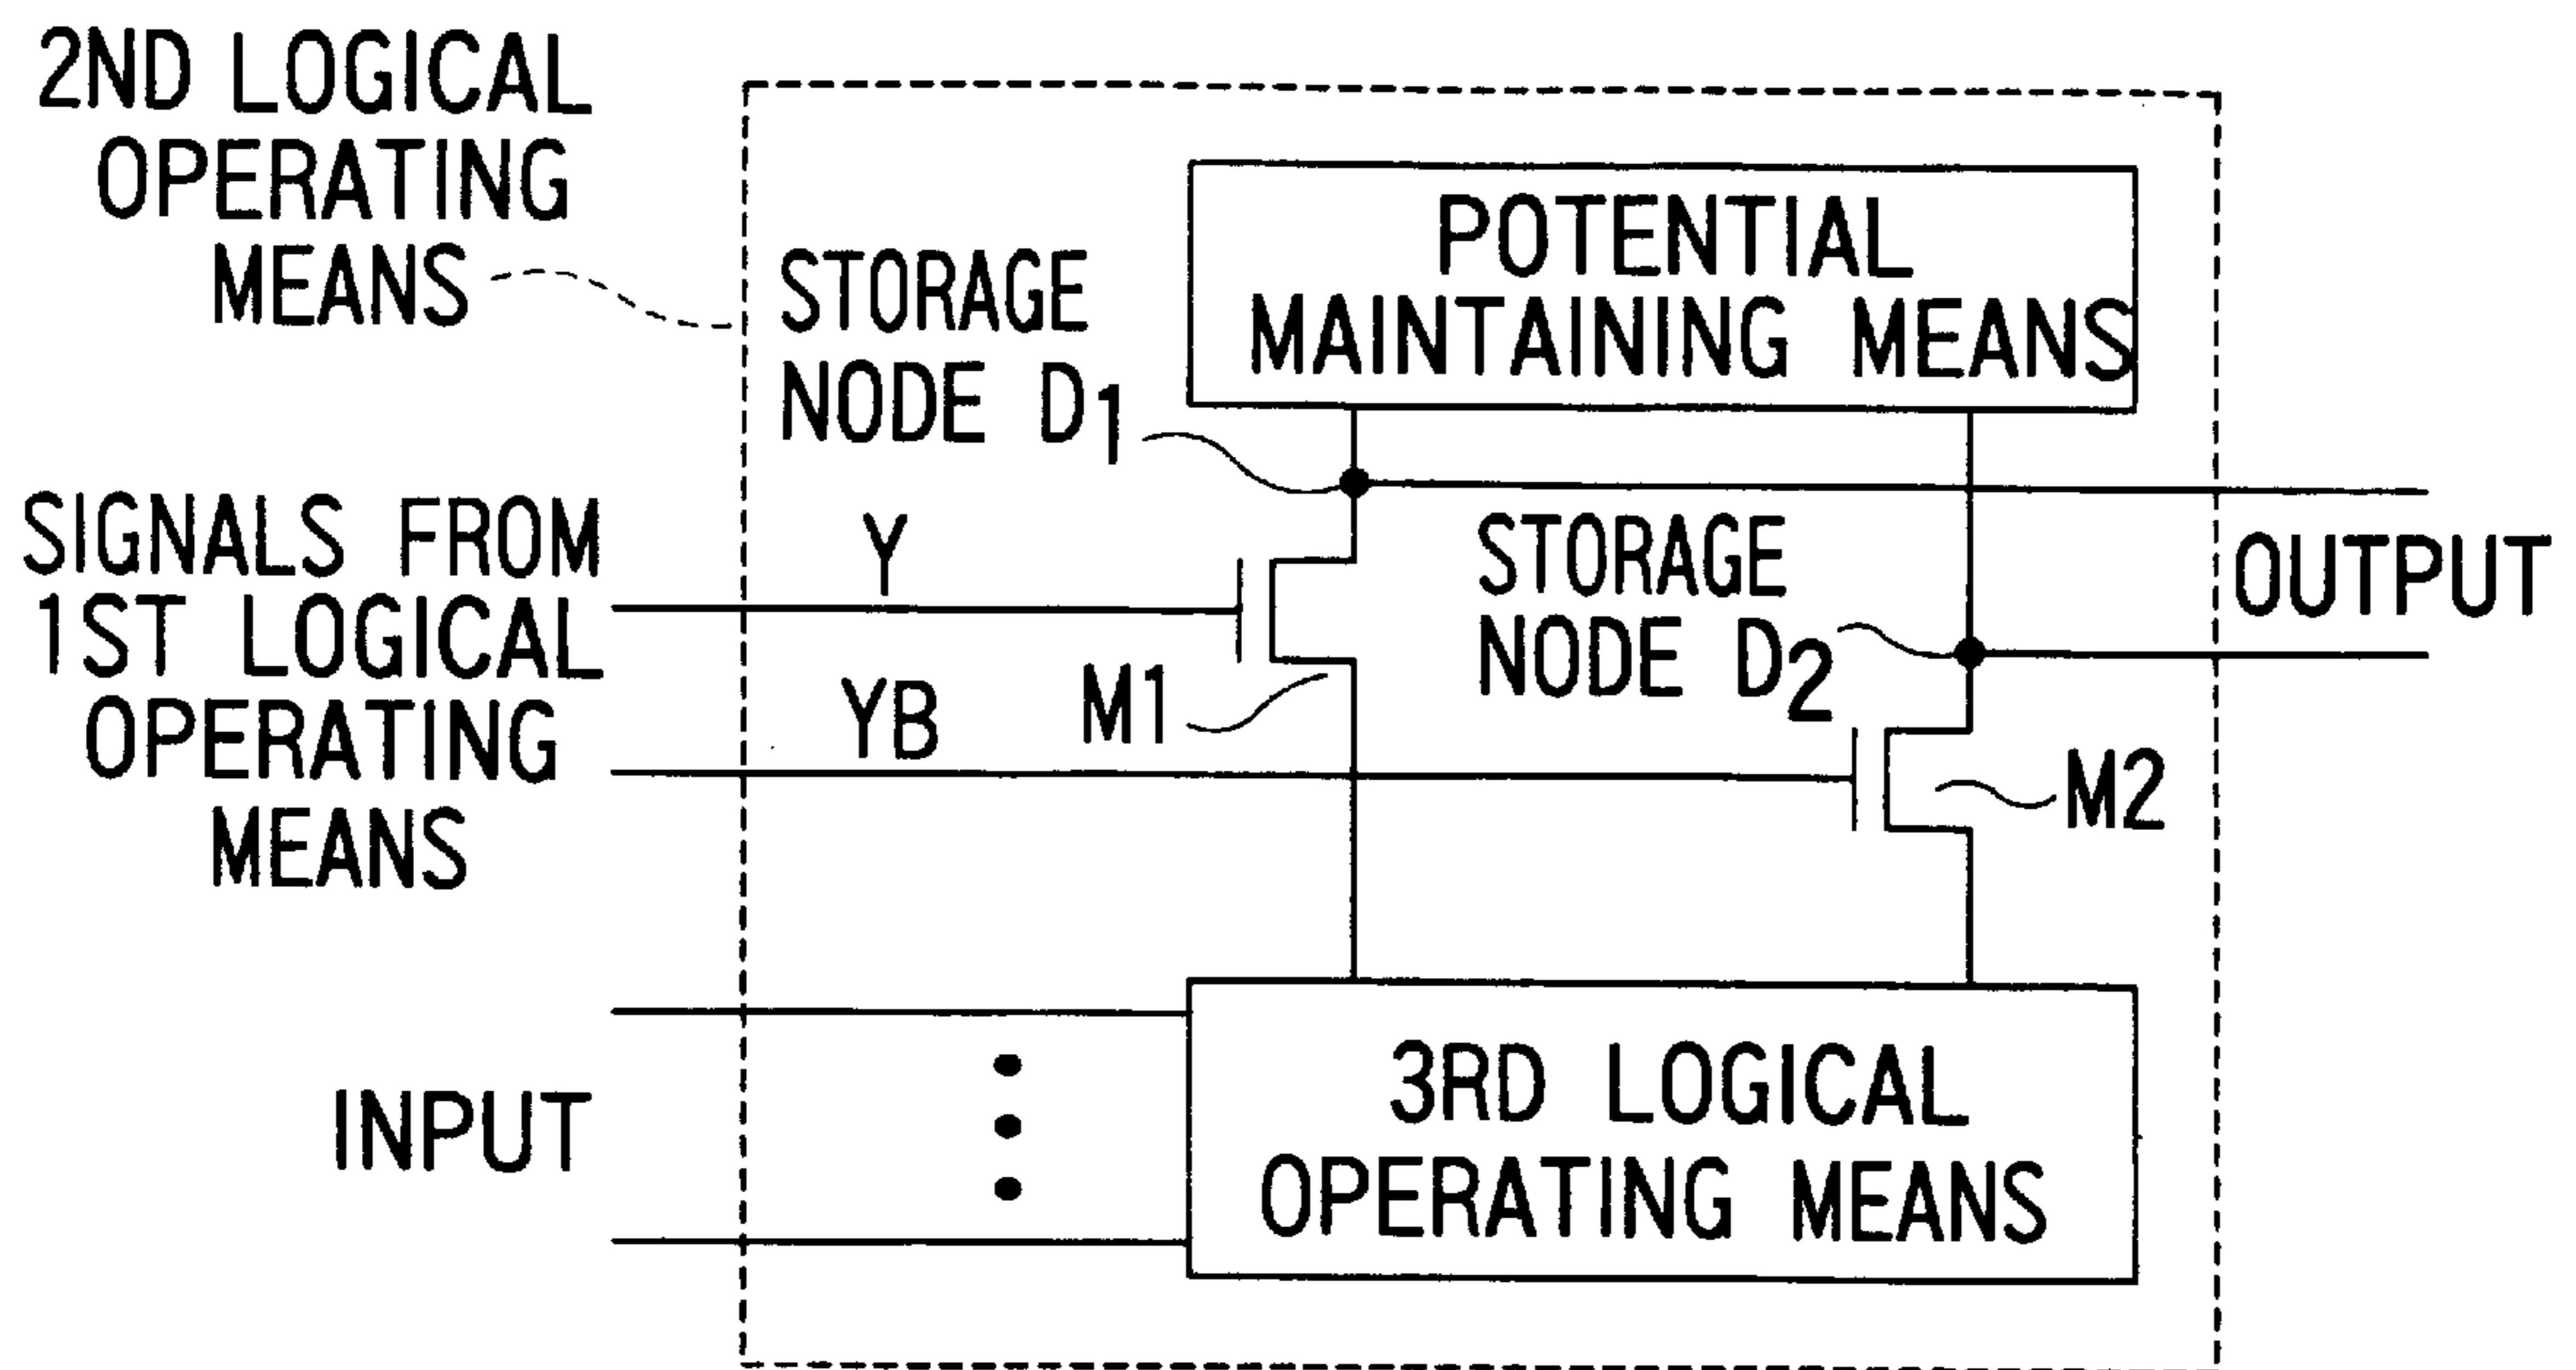 2ND LOGICAL
OPERATING
MEANS
POTENTIAL
MAINTAINING MEANS
STORAGE
NODE D1
SIGNALS FROM
1ST LOGICAL
OPERATING
MEANS
Y
YB
M1
STORAGE
NODE D2
M2
OUTPUT
INPUT
3RD LOGICAL
OPERATING MEANS